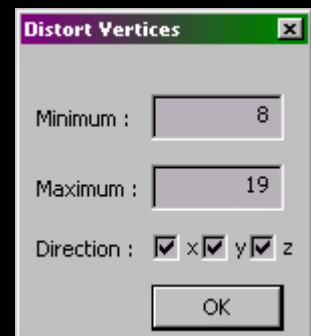 Distort Vertices
Minimum : 8
Maximum : 19
Direction : x y z
OK